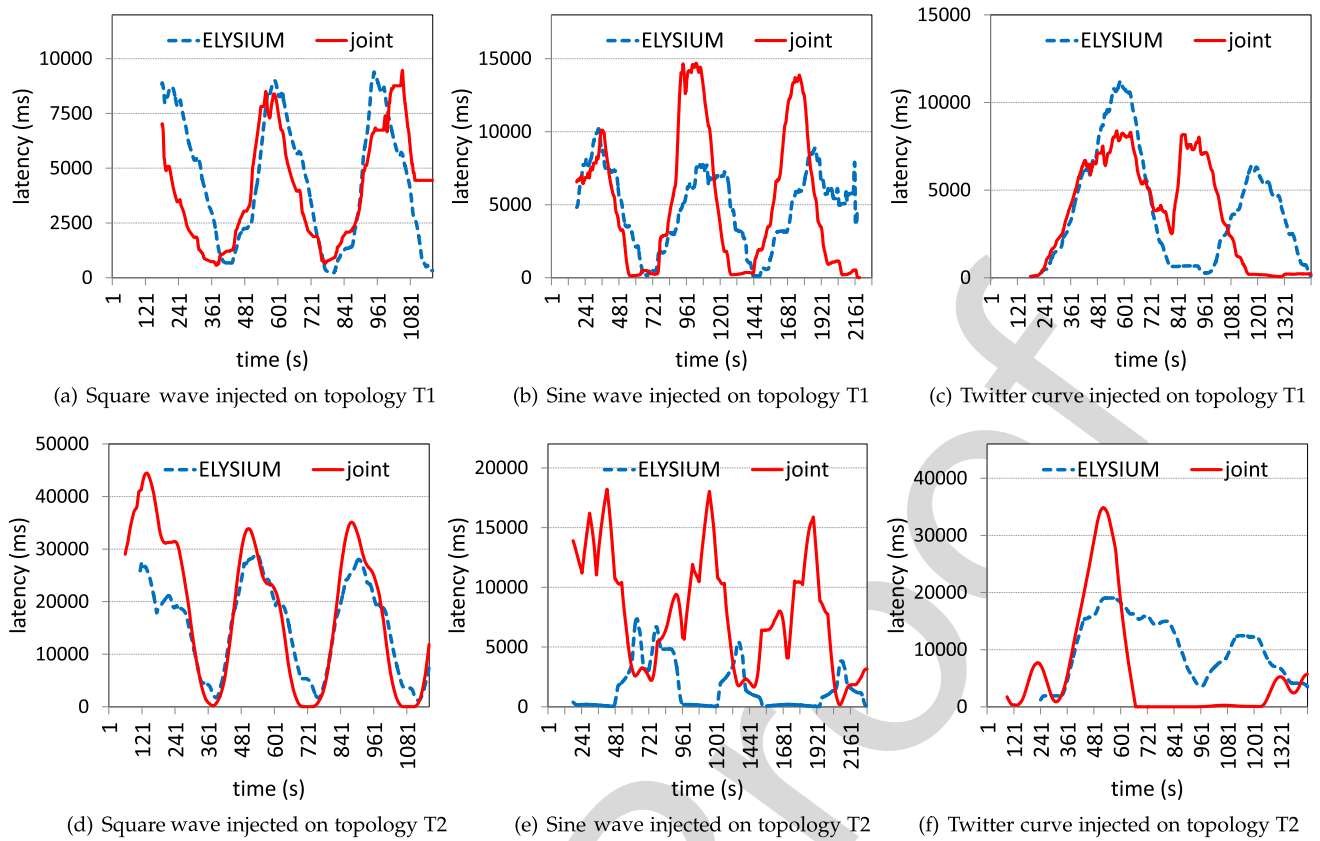 ELYSIUM joint
latency (ms)
15000
10000
7500
5000
2500
0
1 121 241 361 481 601 721 841 961 1081
time (s)
(a) Square wave injected on topology T1
ELYSIUM joint
latency (ms)
15000
10000
5000
0
241 481 721 961 1201 1441 1681 1921 2161
1
time (s)
(b) Sine wave injected on topology T1
ELYSIUM joint
latency (ms)
15000
10000
5000
0
1 121 241 361 481 601 721 841 961 1081 1201 1321
time (s)
(c) Twitter curve injected on topology T1
ELYSIUM joint
latency (ms)
50000
40000
30000
20000
10000
0
1 121 241 361 481 601 721 841 961 1081
time (s)
(d) Square wave injected on topology T2
ELYSIUM joint
latency (ms)
20000
15000
10000
5000
0
1 241 481 721 961 1201 1441 1681 1921 2161
time (s)
(e) Sine wave injected on topology T2
ELYSIUM joint
latency (ms)
40000
30000
20000
10000
0
1 121 241 361 481 601 721 841 961 1081 1201 1321
time (s)
(f) Twitter curve injected on topology T2
Proof